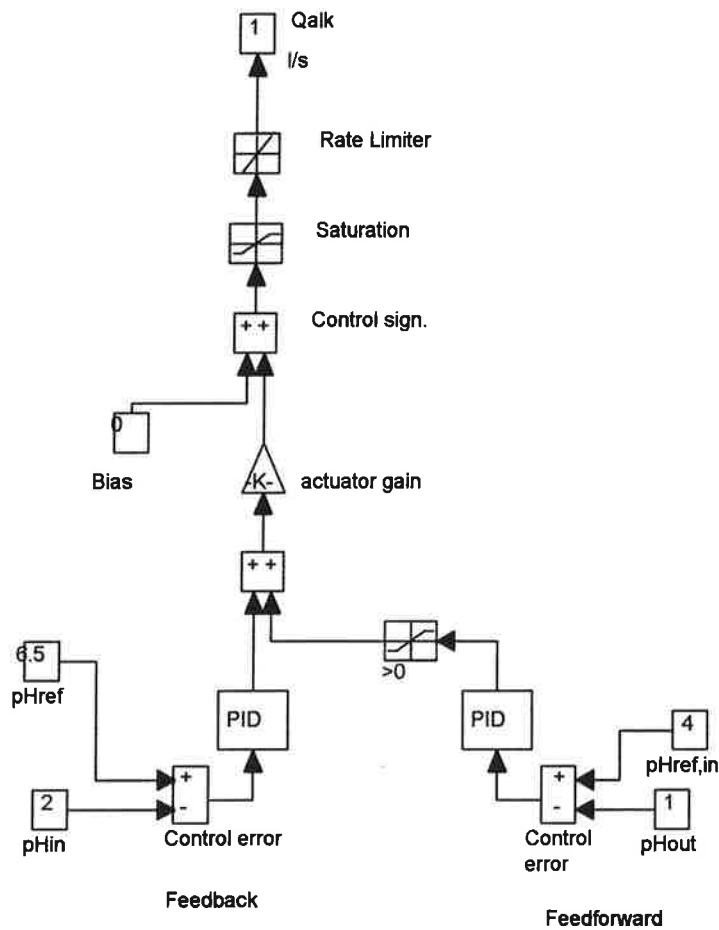 1
Qalk
l/s
Rate Limiter
Saturation
+ +
Control sign.
0
Bias
-K-
actuator gain
+ +
6.5
pHref
>0
PID
PID
4
pHref,in
+
-
+
-
2
pHin
1
pHout
Control error
Control
error
Feedback
Feedforward